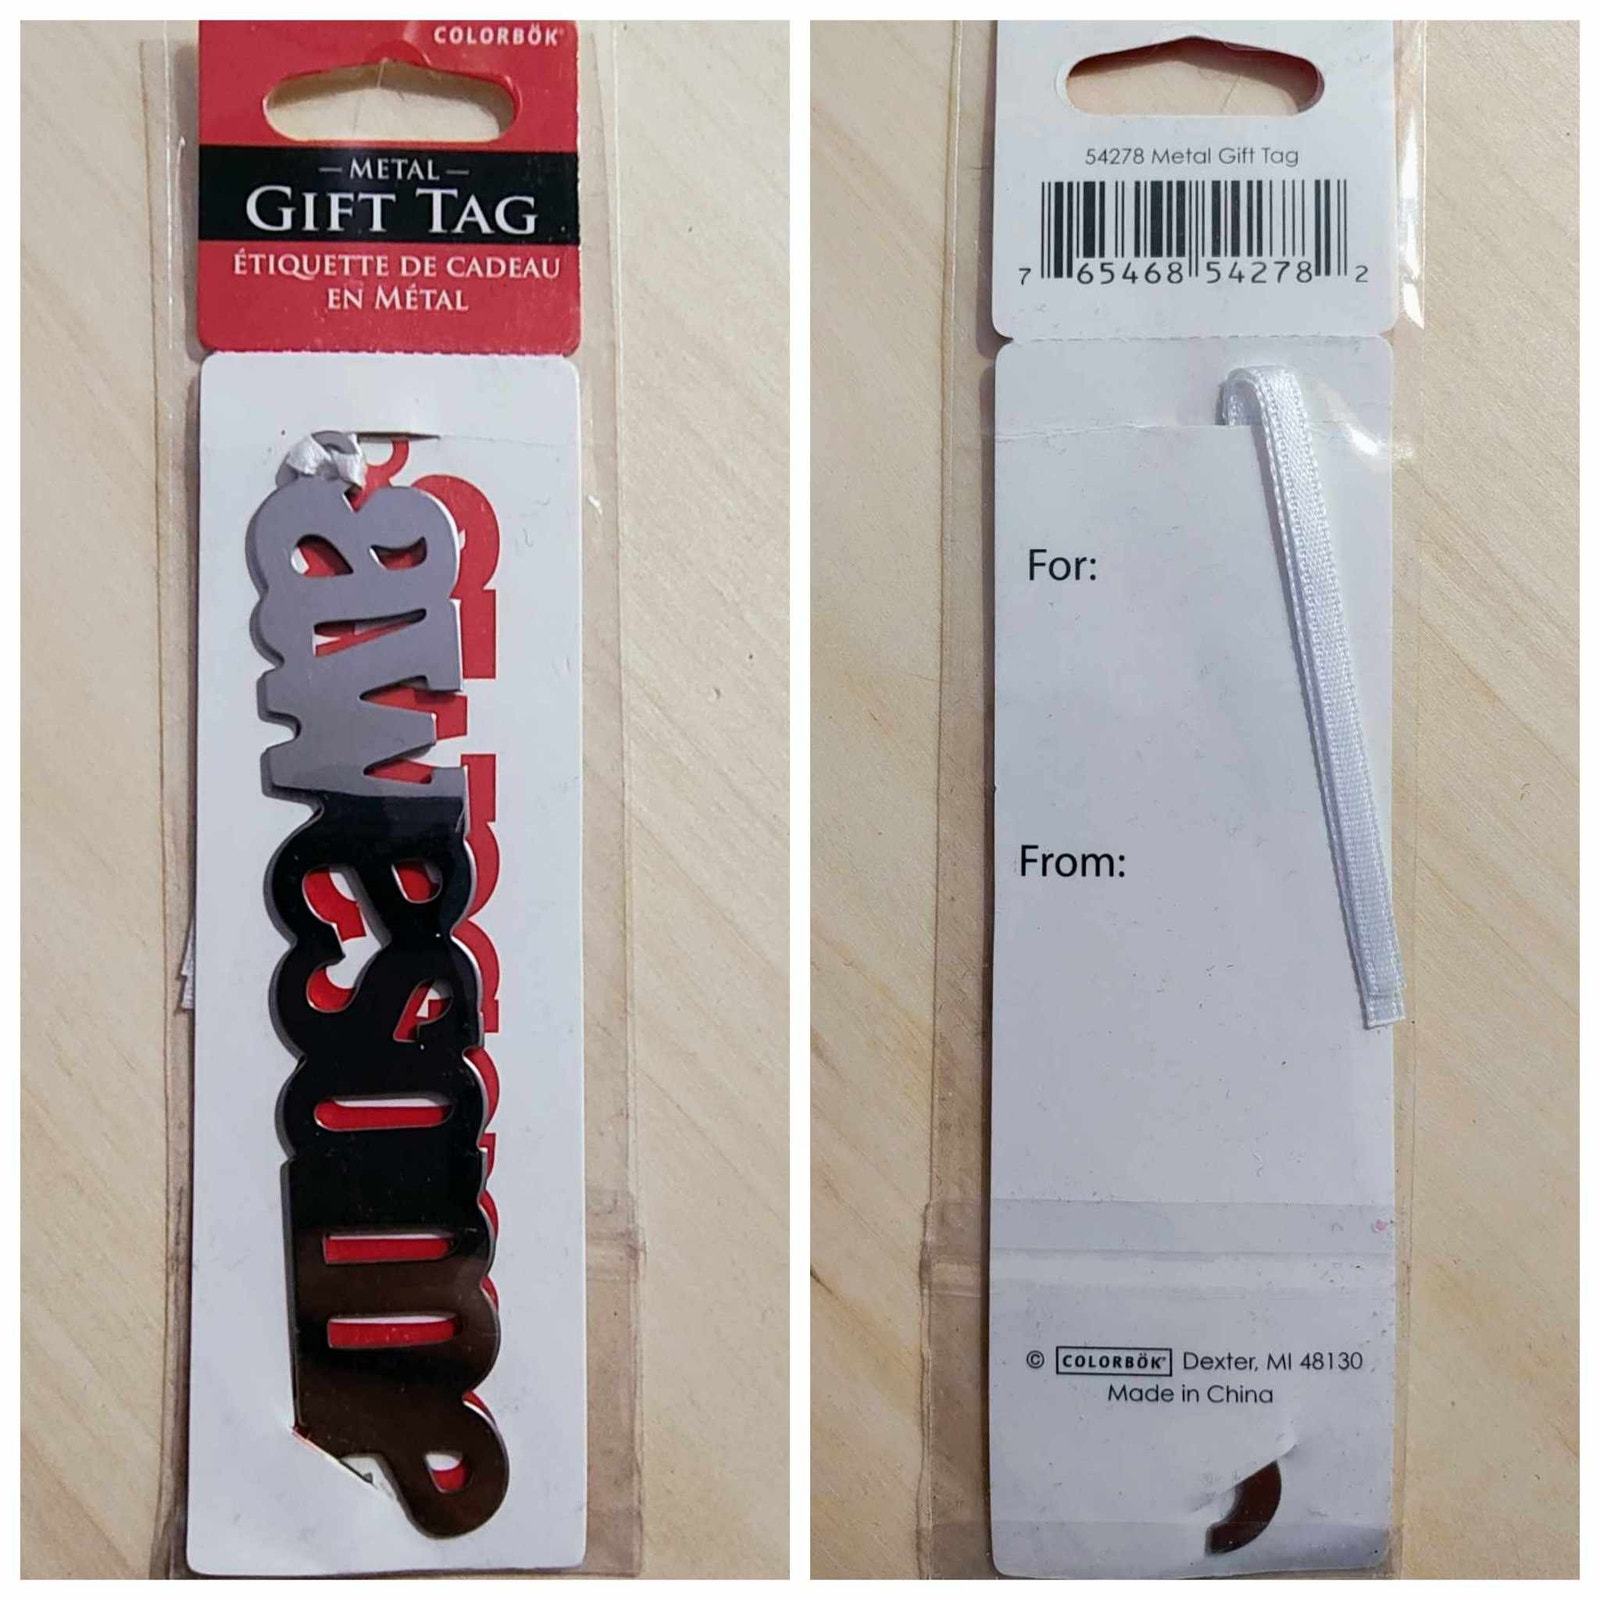 COLORBÖK
METAL
GIFT TAG
ÉTIQUETTE DE CADEAU
EN MÉTAL
awesome
54278 Metal Gift Tag
7 65468 54278 2
For:
From:
© COLORBÖK Dexter, MI 48130
Made in China